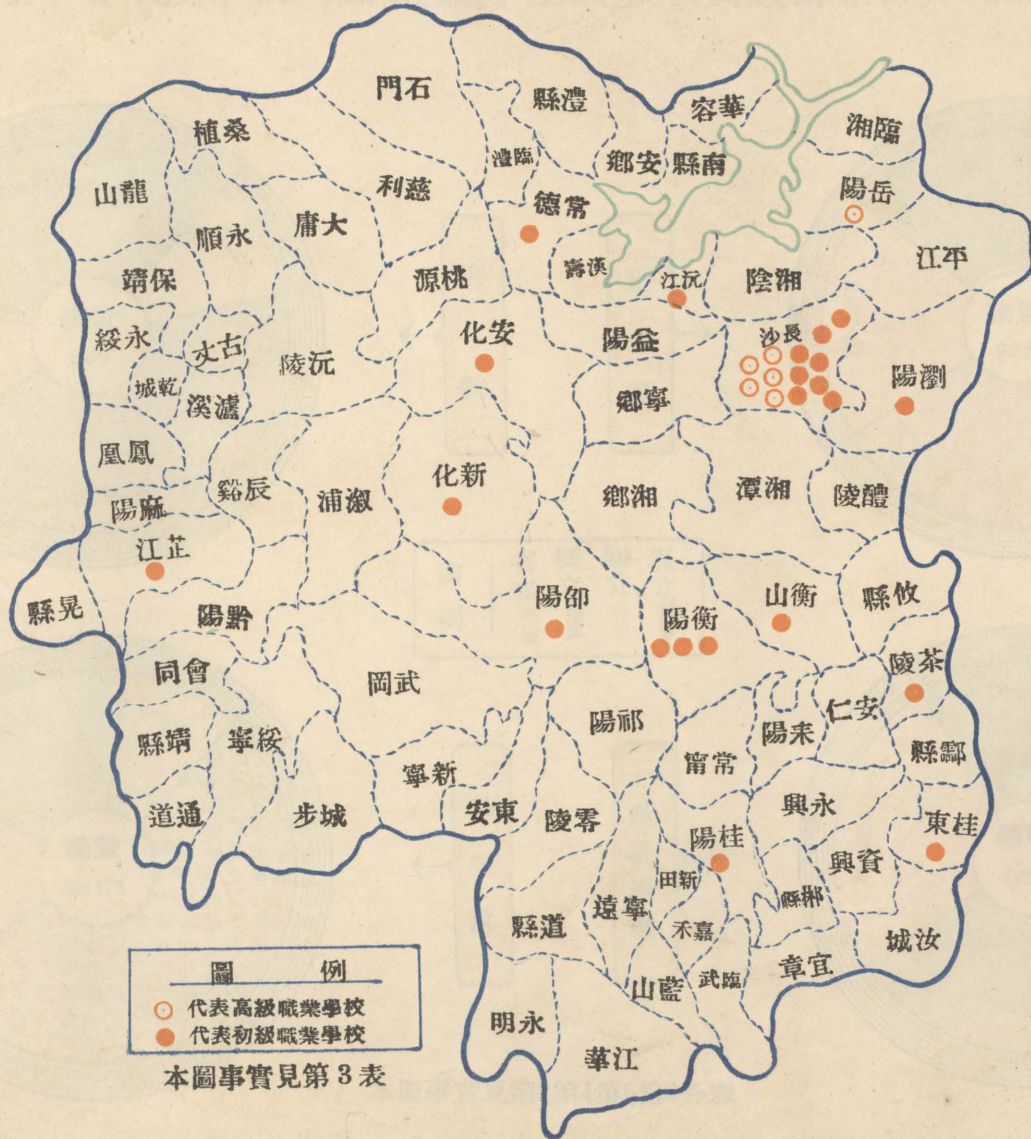 石門
澧縣
華容
臨湘
桑植
臨澧
安鄉
南縣
岳陽
龍山
慈利
常德
永順
大庸
平江
保靖
桃源
漢壽
沅江
湘陰
永綏
古丈
沅陵
安化
益陽
長沙
瀏陽
乾城
瀘溪
寧鄉
鳳凰
辰谿
溆浦
新化
湘鄉
湘潭
醴陵
麻陽
芷江
晃縣
黔陽
邵陽
衡陽
衡山
攸縣
會同
武岡
茶陵
靖縣
綏寧
祁陽
耒陽
安仁
酃縣
新寧
常甯
通道
城步
東安
零陵
桂陽
永興
桂東
新田
資興
道縣
寧遠
嘉禾
郴縣
汝城
藍山
臨武
宜章
永明
江華
圖 例
代表高級職業學校
代表初級職業學校
本圖事實見第3表